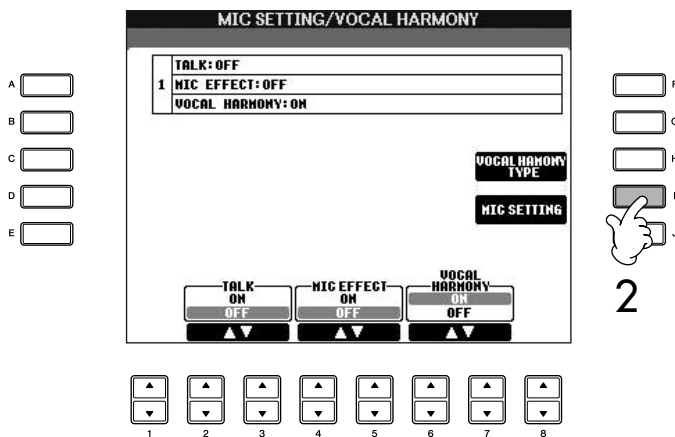 MIC SETTING/VOCAL HARMONY
TALK:OFF
1 MIC EFFECT:OFF
VOCAL HARMONY:ON
A
B
C
D
E
F
G
H
I
J
VOCAL HAMONY
TYPE
MIC SETTING
2
TALK
ON
OFF
MIC EFFECT
ON
OFF
VOCAL
HARMONY
ON
OFF
1 2 3 4 5 6 7 8